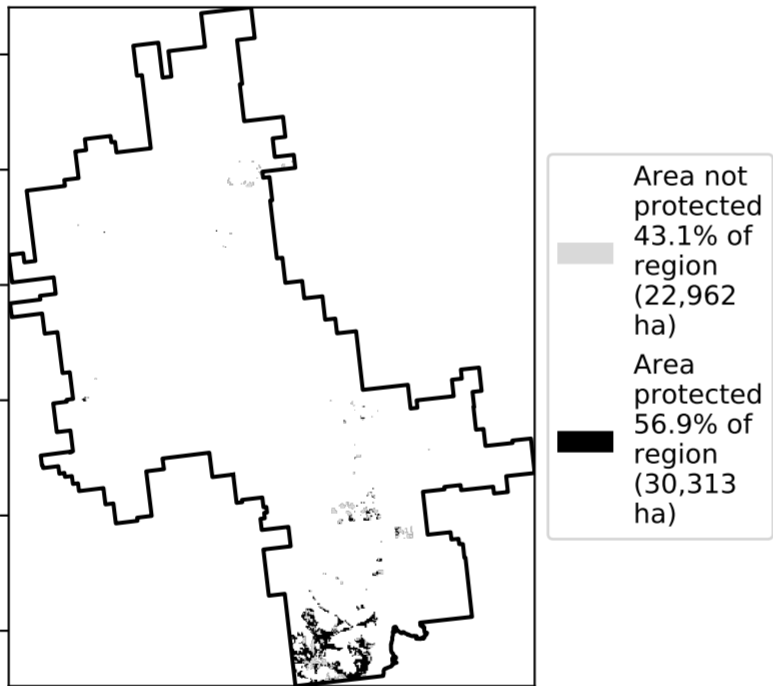 Area not
protected
43.1% of
region
(22,962
ha)
Area
protected
56.9% of
region
(30,313
ha)